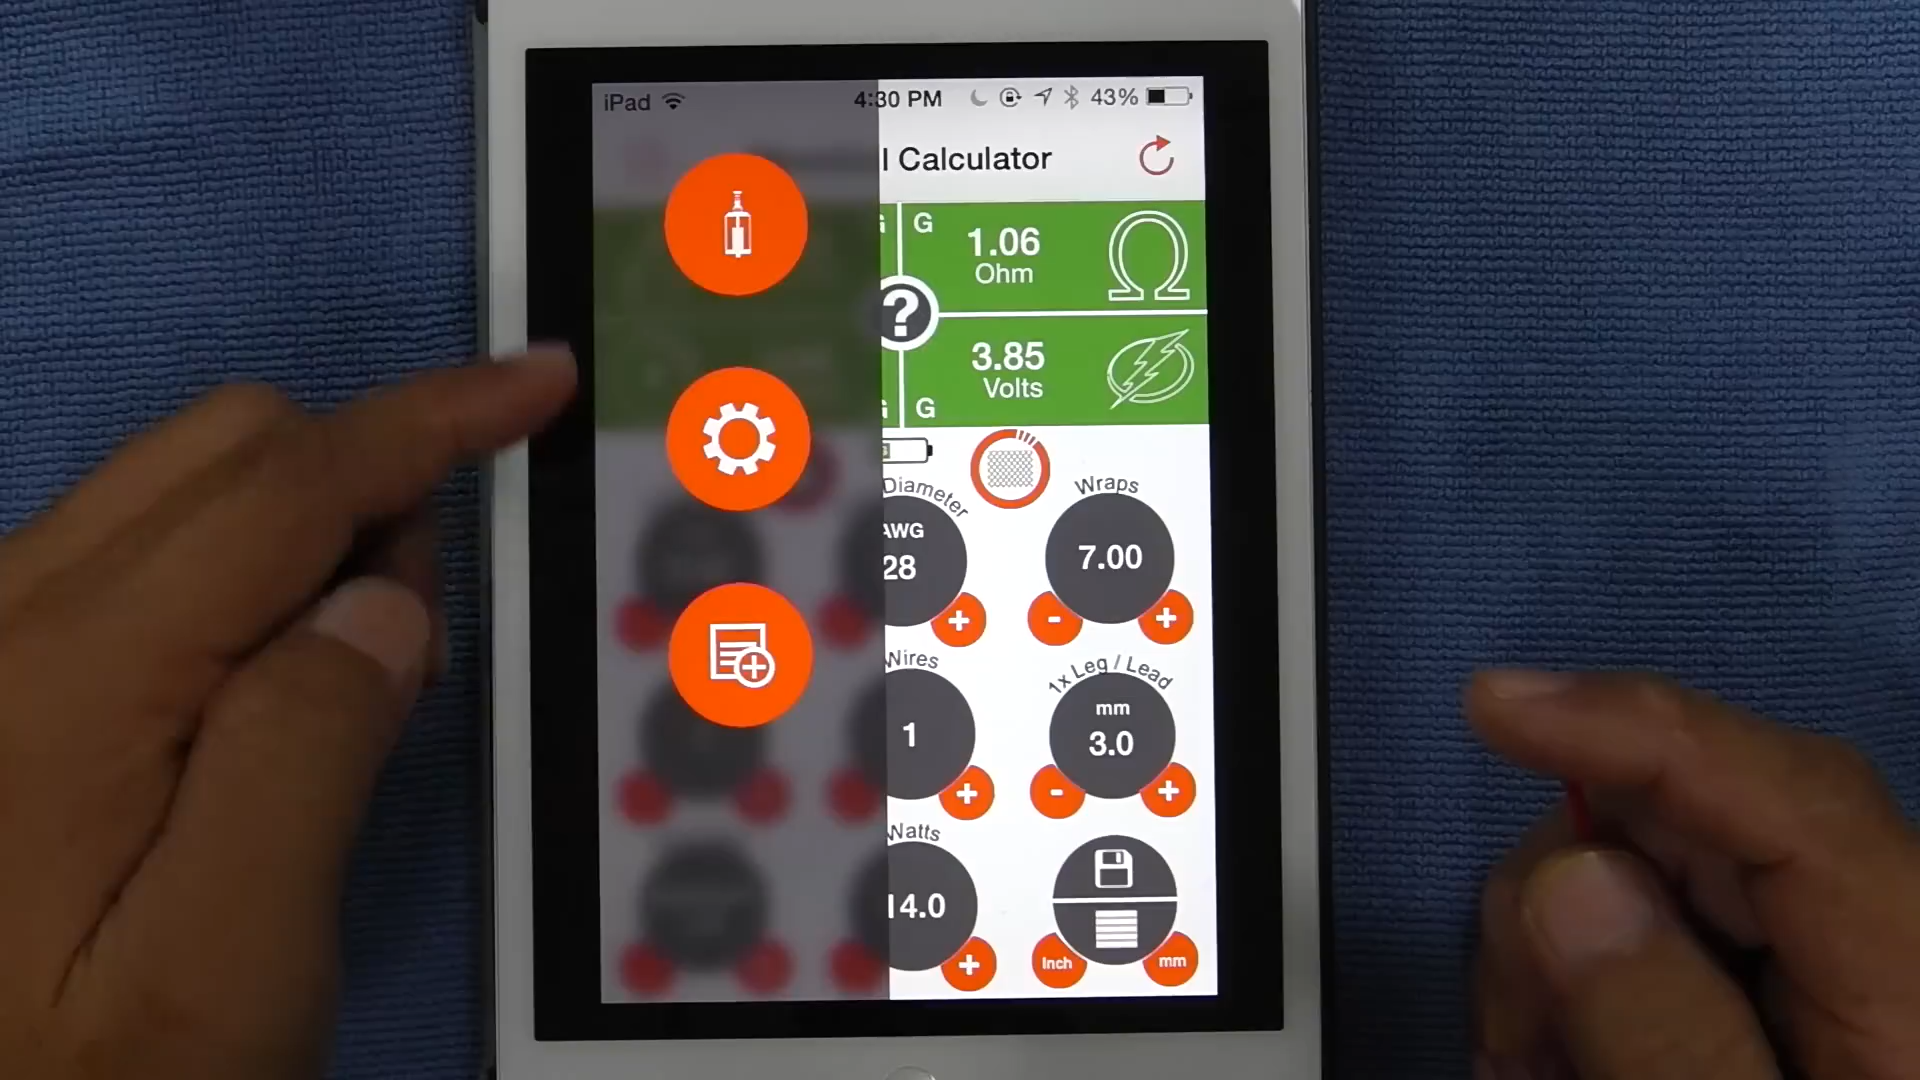 iPad 4:30 PM 43%
l Calculator
G 1.06
Ohm
?
3.85
Volts
G
Diameter
AWG
28
+
Wraps
7.00
- +
Wires
1
+
1x Leg / Lead
mm
3.0
- +
Watts
14.0
+
Inch mm